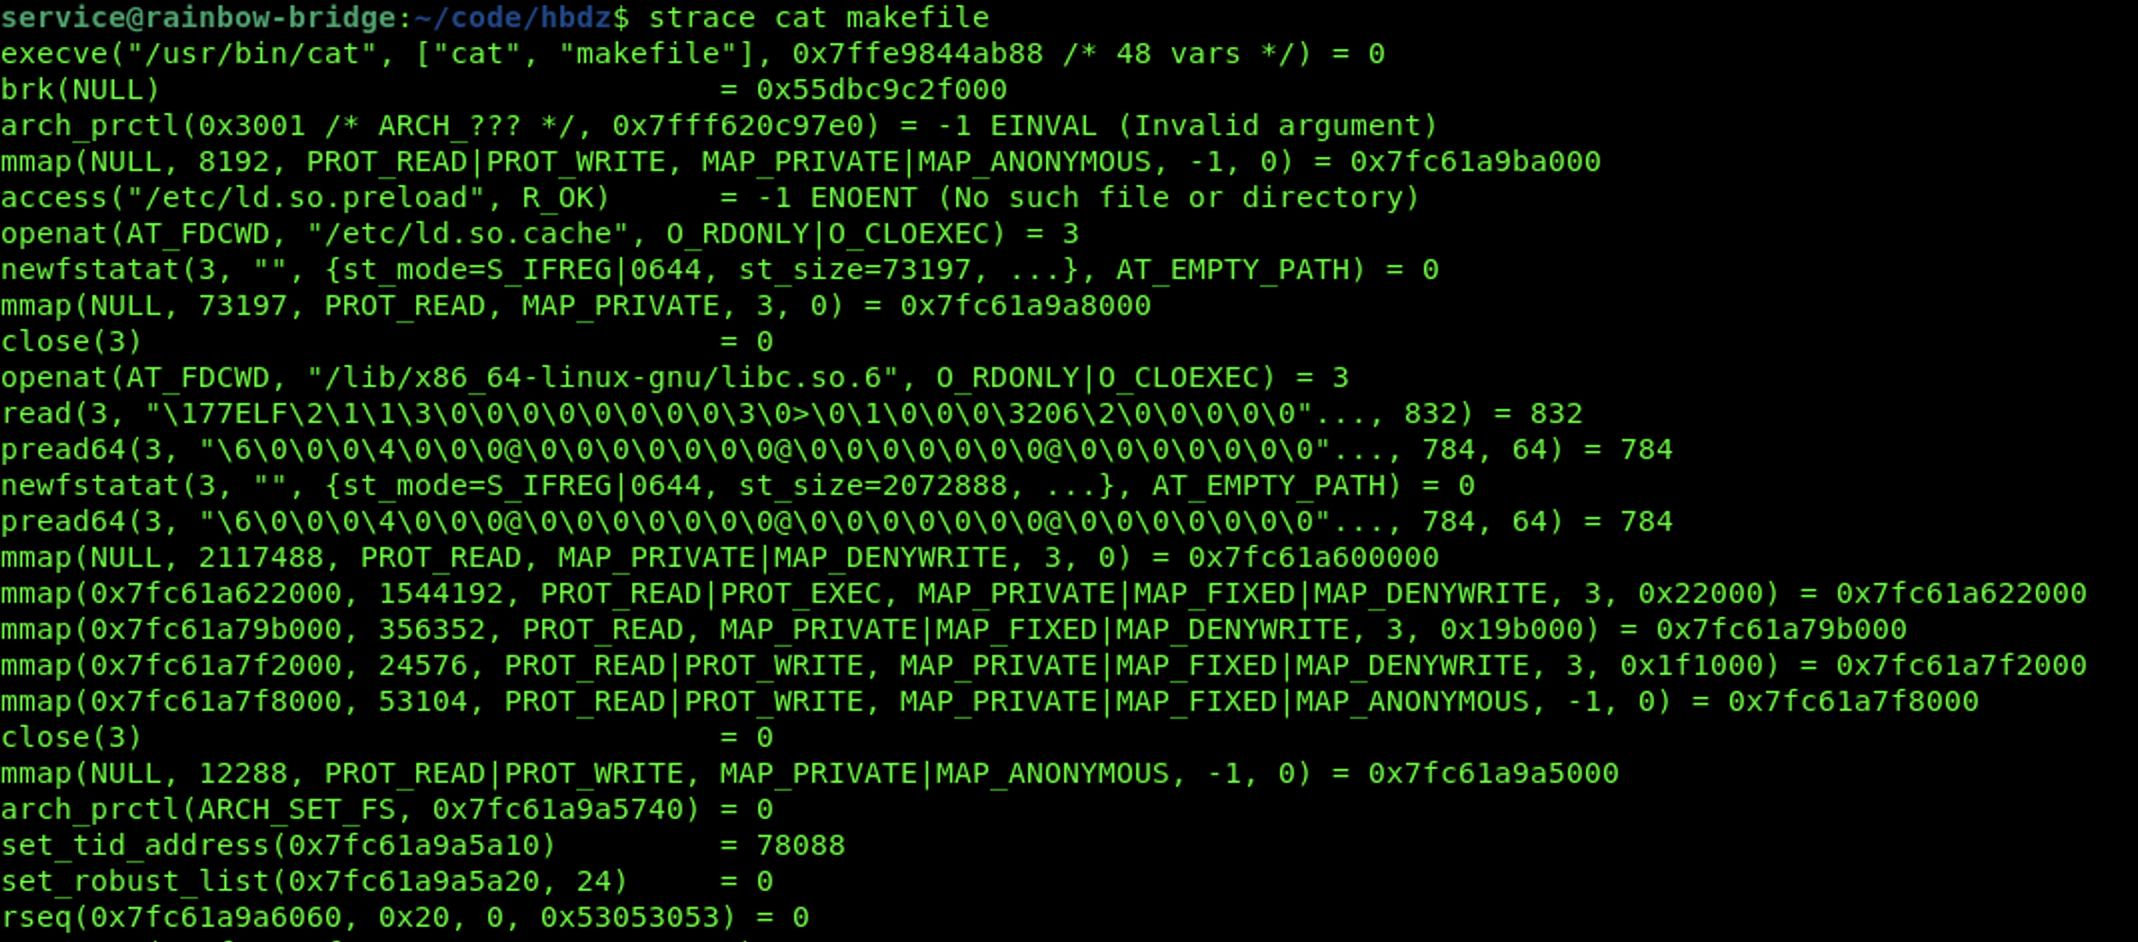 service@rainbow-bridge:~/code/hbdz$ strace cat makefile
execve("/usr/bin/cat", ["cat", "makefile"], 0x7ffe9844ab88 /* 48 vars */) = 0
brk(NULL)                               = 0x55dbc9c2f000
arch_prctl(0x3001 /* ARCH_??? */, 0x7fff620c97e0) = -1 EINVAL (Invalid argument)
mmap(NULL, 8192, PROT_READ|PROT_WRITE, MAP_PRIVATE|MAP_ANONYMOUS, -1, 0) = 0x7fc61a9ba000
access("/etc/ld.so.preload", R_OK)      = -1 ENOENT (No such file or directory)
openat(AT_FDCWD, "/etc/ld.so.cache", O_RDONLY|O_CLOEXEC) = 3
newfstatat(3, "", {st_mode=S_IFREG|0644, st_size=73197, ...}, AT_EMPTY_PATH) = 0
mmap(NULL, 73197, PROT_READ, MAP_PRIVATE, 3, 0) = 0x7fc61a9a8000
close(3)                                = 0
openat(AT_FDCWD, "/lib/x86_64-linux-gnu/libc.so.6", O_RDONLY|O_CLOEXEC) = 3
read(3, "\177ELF\2\1\1\3\0\0\0\0\0\0\0\0\3\0>\0\1\0\0\0\3206\2\0\0\0\0\0"..., 832) = 832
pread64(3, "\6\0\0\0\4\0\0\0@\0\0\0\0\0\0\0@\0\0\0\0\0\0\0@\0\0\0\0\0\0\0"..., 784, 64) = 784
newfstatat(3, "", {st_mode=S_IFREG|0644, st_size=2072888, ...}, AT_EMPTY_PATH) = 0
pread64(3, "\6\0\0\0\4\0\0\0@\0\0\0\0\0\0\0@\0\0\0\0\0\0\0@\0\0\0\0\0\0\0"..., 784, 64) = 784
mmap(NULL, 2117488, PROT_READ, MAP_PRIVATE|MAP_DENYWRITE, 3, 0) = 0x7fc61a600000
mmap(0x7fc61a622000, 1544192, PROT_READ|PROT_EXEC, MAP_PRIVATE|MAP_FIXED|MAP_DENYWRITE, 3, 0x22000) = 0x7fc61a622000
mmap(0x7fc61a79b000, 356352, PROT_READ, MAP_PRIVATE|MAP_FIXED|MAP_DENYWRITE, 3, 0x19b000) = 0x7fc61a79b000
mmap(0x7fc61a7f2000, 24576, PROT_READ|PROT_WRITE, MAP_PRIVATE|MAP_FIXED|MAP_DENYWRITE, 3, 0x1f1000) = 0x7fc61a7f2000
mmap(0x7fc61a7f8000, 53104, PROT_READ|PROT_WRITE, MAP_PRIVATE|MAP_FIXED|MAP_ANONYMOUS, -1, 0) = 0x7fc61a7f8000
close(3)                                = 0
mmap(NULL, 12288, PROT_READ|PROT_WRITE, MAP_PRIVATE|MAP_ANONYMOUS, -1, 0) = 0x7fc61a9a5000
arch_prctl(ARCH_SET_FS, 0x7fc61a9a5740) = 0
set_tid_address(0x7fc61a9a5a10)         = 78088
set_robust_list(0x7fc61a9a5a20, 24)     = 0
rseq(0x7fc61a9a6060, 0x20, 0, 0x53053053) = 0